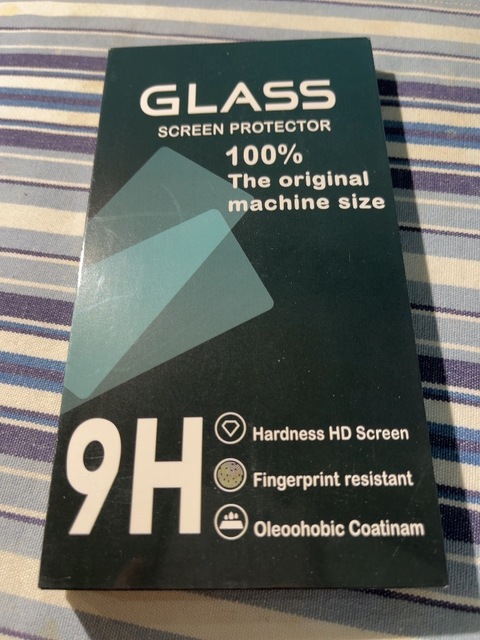 GLASS
SCREEN PROTECTOR
100%
The original
machine size
9H
Hardness HD Screen
Fingerprint resistant
Oleoohobic Coatinam